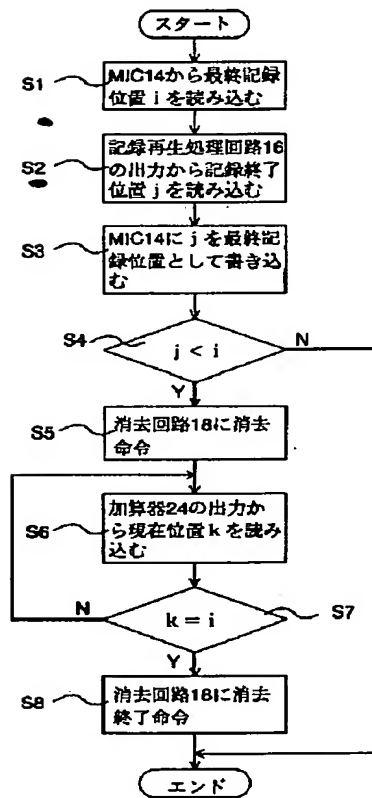 スタート
S1
MIC14から最終記録
位置iを読み込む
S2
記録再生処理回路16
の出力から記録終了
位置jを読み込む
S3
MIC14にjを最終記
録位置として書き込
む
S4
j < i
N
Y
S5
消去回路18に消去
命令
S6
加算器24の出力か
ら現在位置kを読み
込む
N
k = i
S7
Y
S8
消去回路18に消去
終了命令
エンド